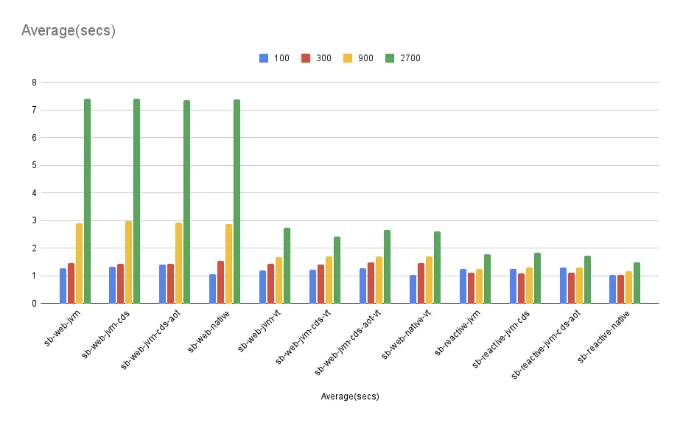 Average(secs)
100 300 900 2700
8
7
6
5
4
3
2
1
0
sb-web-jvm
sb-web-jvm-cds
sb-web-jvm-cds-aot
sb-web-native
sb-web-jvm-vt
sb-web-jvm-cds-vt
sb-web-jvm-cds-aot-vt
sb-web-native-vt
sb-reactive-jvm
sb-reactive-jvm-cds
sb-reactive-jvm-cds-aot
sb-reactive-native
Average(secs)